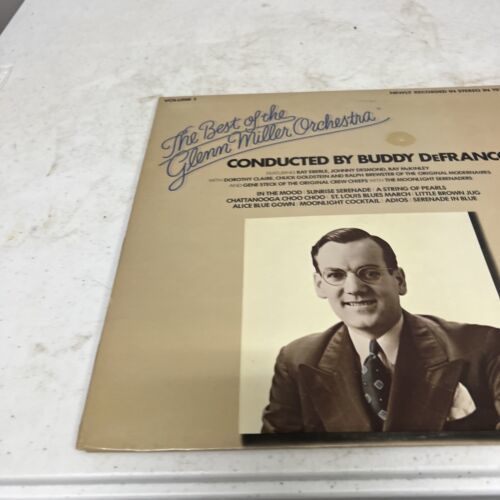 VOLUME 1
NEWLY RECORDED IN STEREO IN
The Best of the
Glenn Miller Orchestra
CONDUCTED BY BUDDY DeFRANCO
FEATURING RAY EBERLE, JOHNNY DESMOND, RAY McKINLEY
WITH DOROTHY CLAIRE, CHUCK GOLDSTEIN AND RALPH BREWSTER OF THE ORIGINAL MODERNAIRES
AND GENE STECK OF THE ORIGINAL CREW CHIEFS WITH THE MOONLIGHT SERENADERS
IN THE MOOD / SUNRISE SERENADE / A STRING OF PEARLS
CHATTANOOGA CHOO CHOO / ST. LOUIS BLUES MARCH / LITTLE BROWN JUG
ALICE BLUE GOWN / MOONLIGHT COCKTAIL / ADIOS / SERENADE IN BLUE